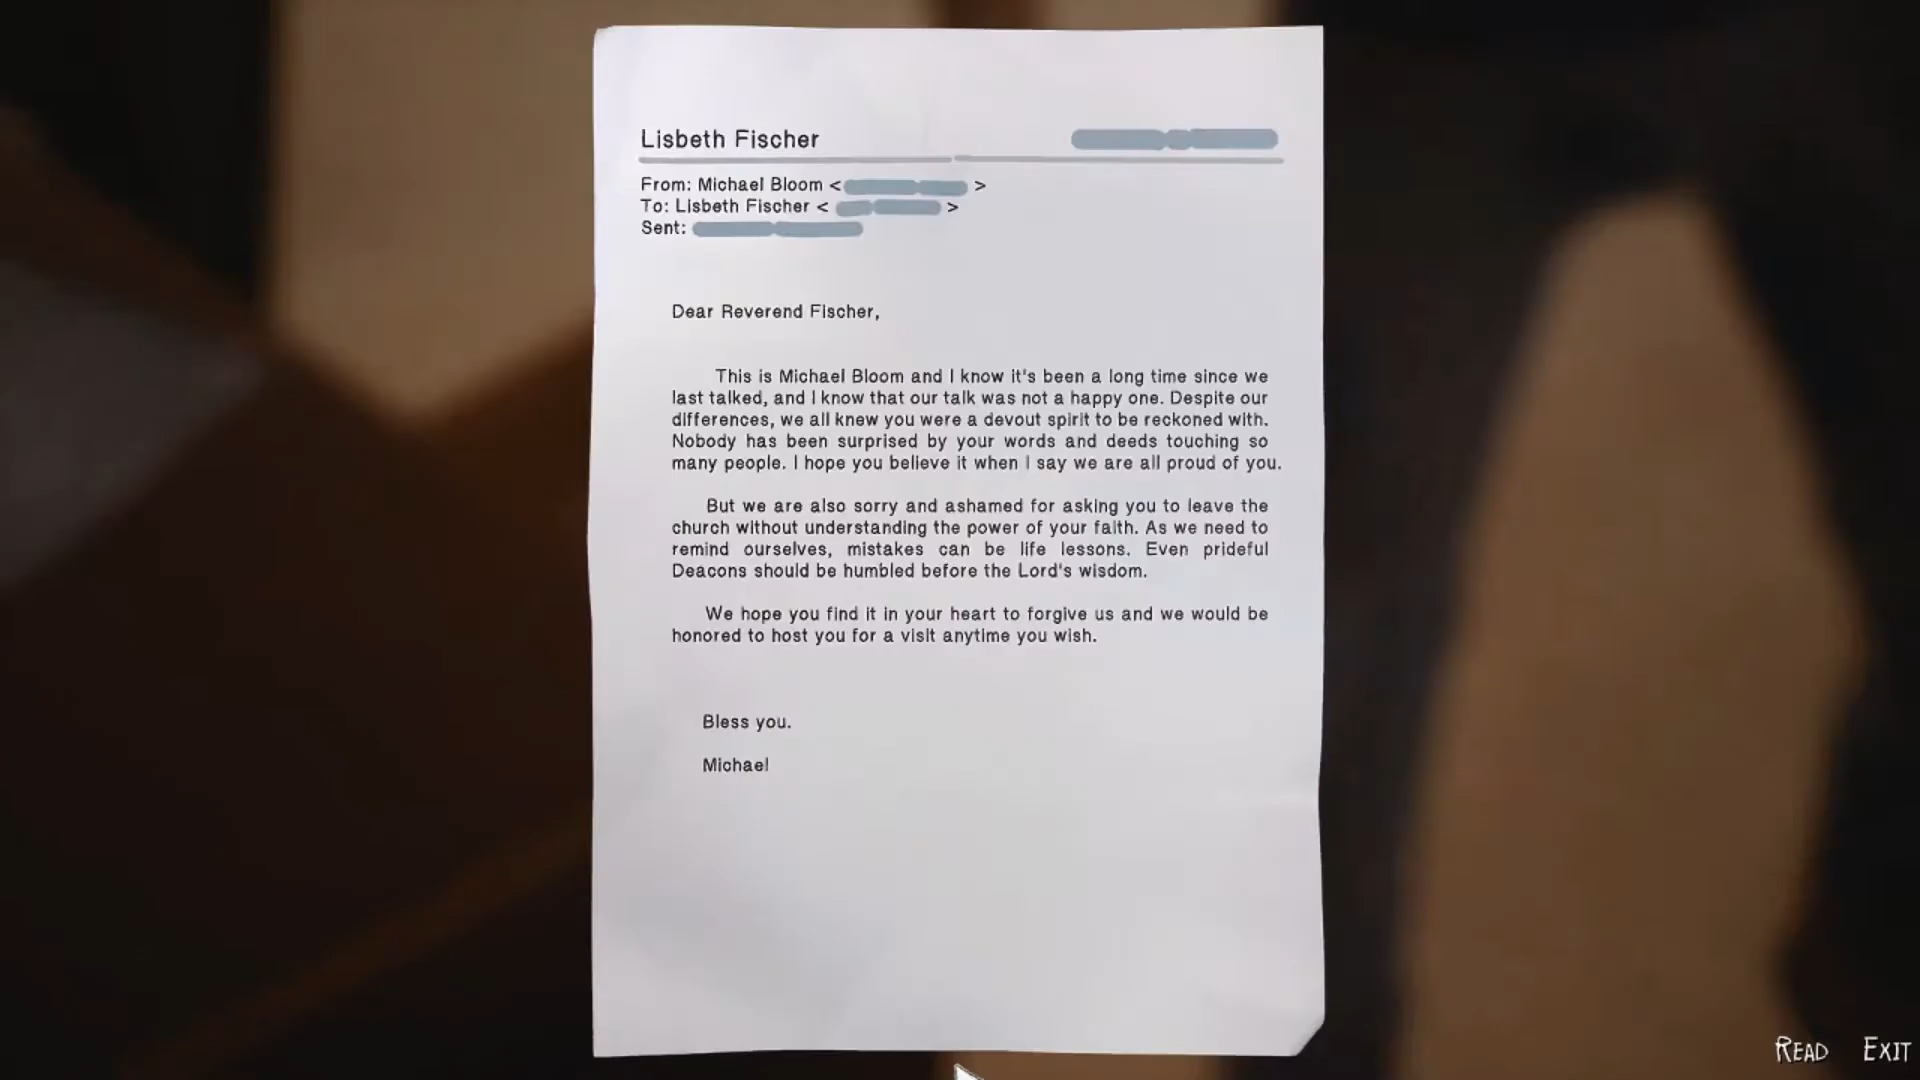 Lisbeth Fischer
From: Michael Bloom < >
To: Lisbeth Fischer < >
Sent:
Dear Reverend Fischer,
This is Michael Bloom and I know it's been a long time since we
last talked, and I know that our talk was not a happy one. Despite our
differences, we all knew you were a devout spirit to be reckoned with.
Nobody has been surprised by your words and deeds touching so
many people. I hope you believe it when I say we are all proud of you.
But we are also sorry and ashamed for asking you to leave the
church without understanding the power of your faith. As we need to
remind ourselves, mistakes can be life lessons. Even prideful
Deacons should be humbled before the Lord's wisdom.
We hope you find it in your heart to forgive us and we would be
honored to host you for a visit anytime you wish.
Bless you.
Michael
READ EXIT